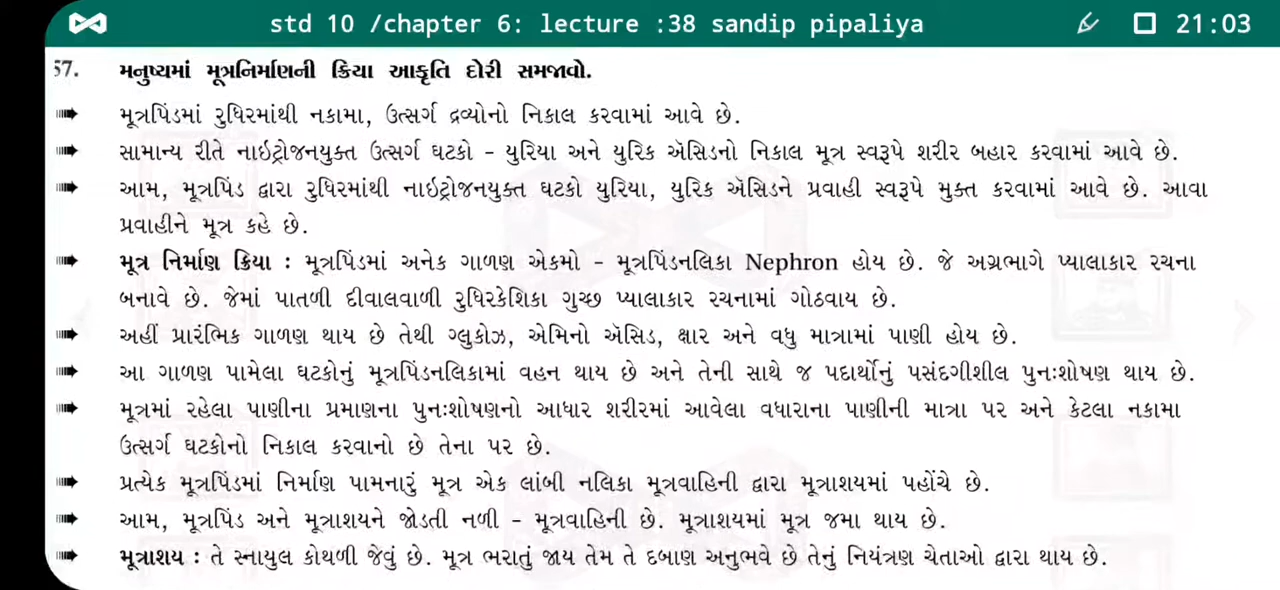 std 10 /chapter 6: lecture :38 sandip pipaliya 21:03
57. મનુષ્યમાં મૂત્રનિર્માણની ક્રિયા આકૃતિ દોરી સમજાવો.
મૂત્રપિંડમાં રુધિરમાંથી નકામા, ઉત્સર્ગ દ્રવ્યોનો નિકાલ કરવામાં આવે છે.
સામાન્ય રીતે નાઇટ્રોજનયુક્ત ઉત્સર્ગ ઘટકો - યુરિયા અને યુરિક ઍસિડનો નિકાલ મૂત્ર સ્વરૂપે શરીર બહાર કરવામાં આવે છે.
આમ, મૂત્રપિંડ દ્વારા રુધિરમાંથી નાઇટ્રોજનયુક્ત ઘટકો યુરિયા, યુરિક ઍસિડને પ્રવાહી સ્વરૂપે મુક્ત કરવામાં આવે છે. આવા
પ્રવાહીને મૂત્ર કહે છે.
મૂત્ર નિર્માણ ક્રિયા : મૂત્રપિંડમાં અનેક ગાળણ એકમો - મૂત્રપિંડનલિકા Nephron હોય છે. જે અગ્રભાગે પ્યાલાકાર રચના
બનાવે છે. જેમાં પાતળી દીવાલવાળી રુધિરકેશિકા ગુચ્છ પ્યાલાકાર રચનામાં ગોઠવાય છે.
અહીં પ્રારંભિક ગાળણ થાય છે તેથી ગ્લુકોઝ, એમિનો ઍસિડ, ક્ષાર અને વધુ માત્રામાં પાણી હોય છે.
આ ગાળણ પામેલા ઘટકોનું મૂત્રપિંડનલિકામાં વહન થાય છે અને તેની સાથે જ પદાર્થોનું પસંદગીશીલ પુનઃશોષણ થાય છે.
મૂત્રમાં રહેલા પાણીના પ્રમાણના પુનઃશોષણનો આધાર શરીરમાં આવેલા વધારાના પાણીની માત્રા પર અને કેટલા નકામા
ઉત્સર્ગ ઘટકોનો નિકાલ કરવાનો છે તેના પર છે.
પ્રત્યેક મૂત્રપિંડમાં નિર્માણ પામનારું મૂત્ર એક લાંબી નલિકા મૂત્રવાહિની દ્વારા મૂત્રાશયમાં પહોંચે છે.
આમ, મૂત્રપિંડ અને મૂત્રાશયને જોડતી નળી - મૂત્રવાહિની છે. મૂત્રાશયમાં મૂત્ર જમા થાય છે.
મૂત્રાશય : તે સ્નાયુલ કોથળી જેવું છે. મૂત્ર ભરાતું જાય તેમ તે દબાણ અનુભવે છે તેનું નિયંત્રણ ચેતાઓ દ્વારા થાય છે.